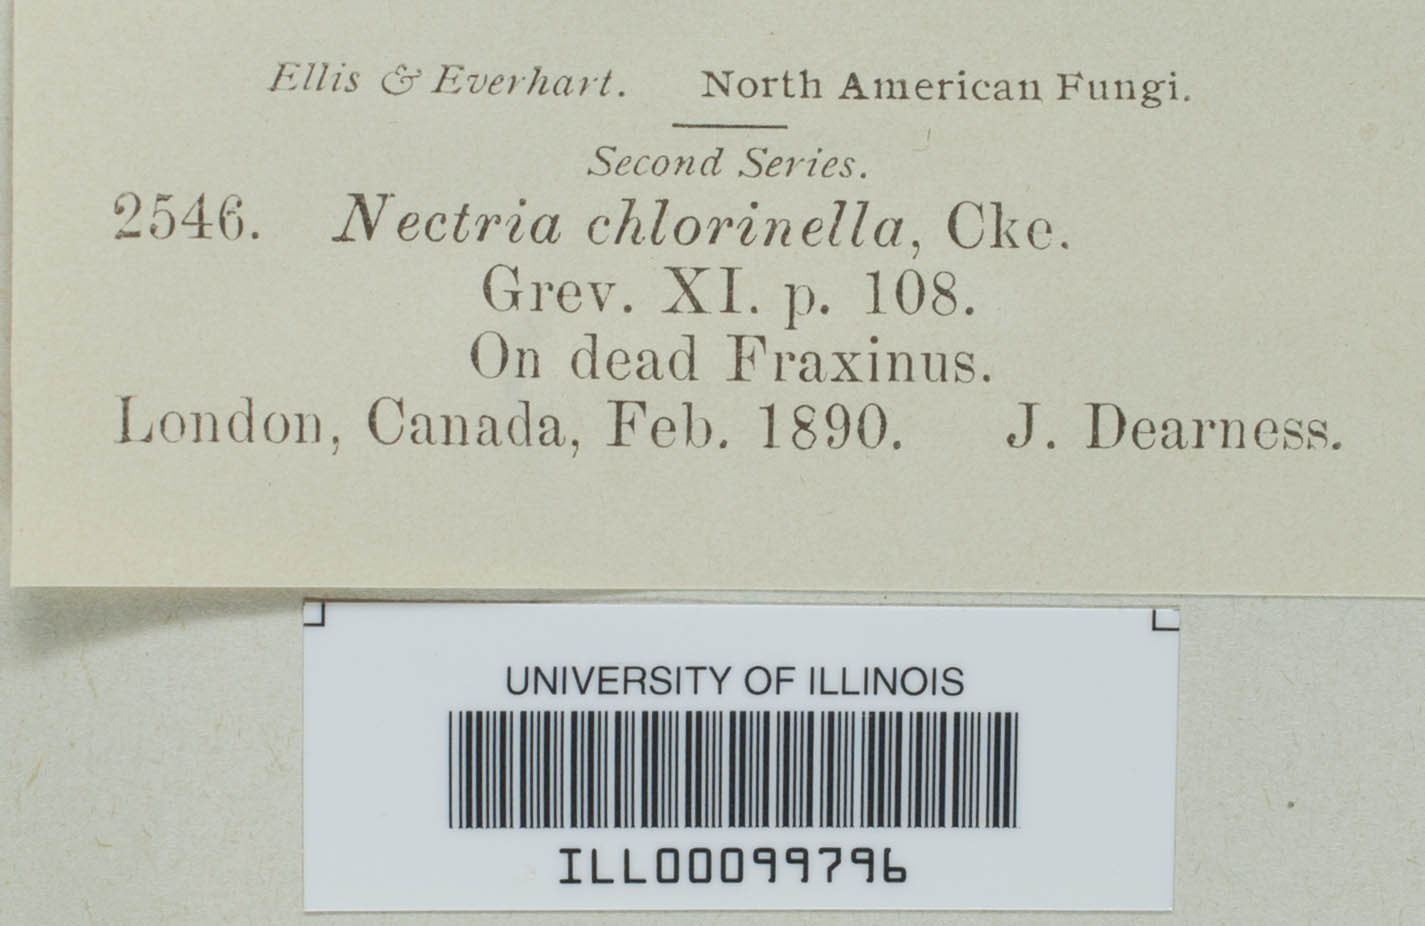 Ellis & Everhart. North American Fungi.
Second Series.
2546. Nectria chlorinella, Cke.
Grev. XI. p. 108.
On dead Fraxinus.
London, Canada, Feb. 1890. J. Dearness.
UNIVERSITY OF ILLINOIS
ILL00099796